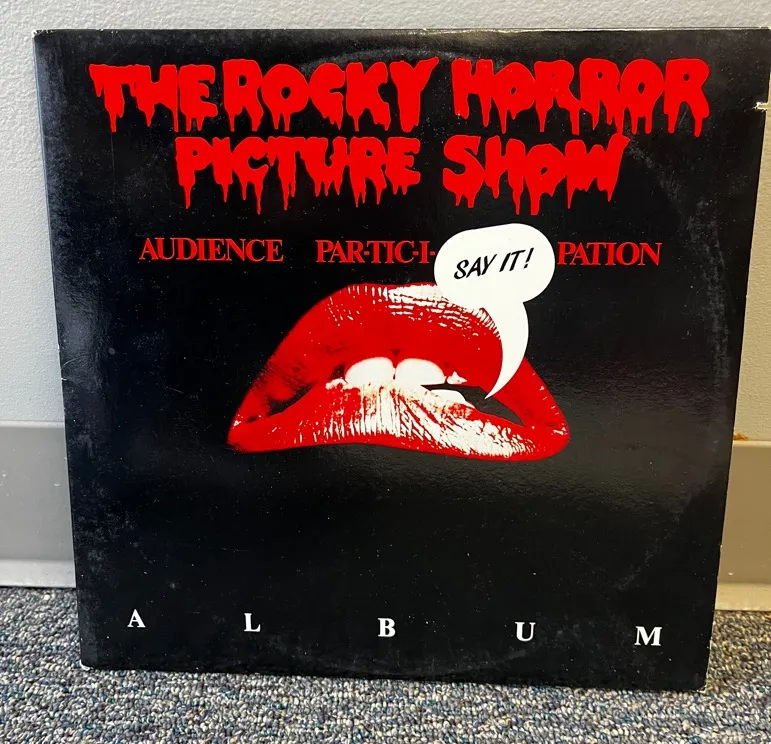 THE ROCKY HORROR
PICTURE SHOW
AUDIENCE PAR-TIC-I- PATION
SAY IT!
A L B U M